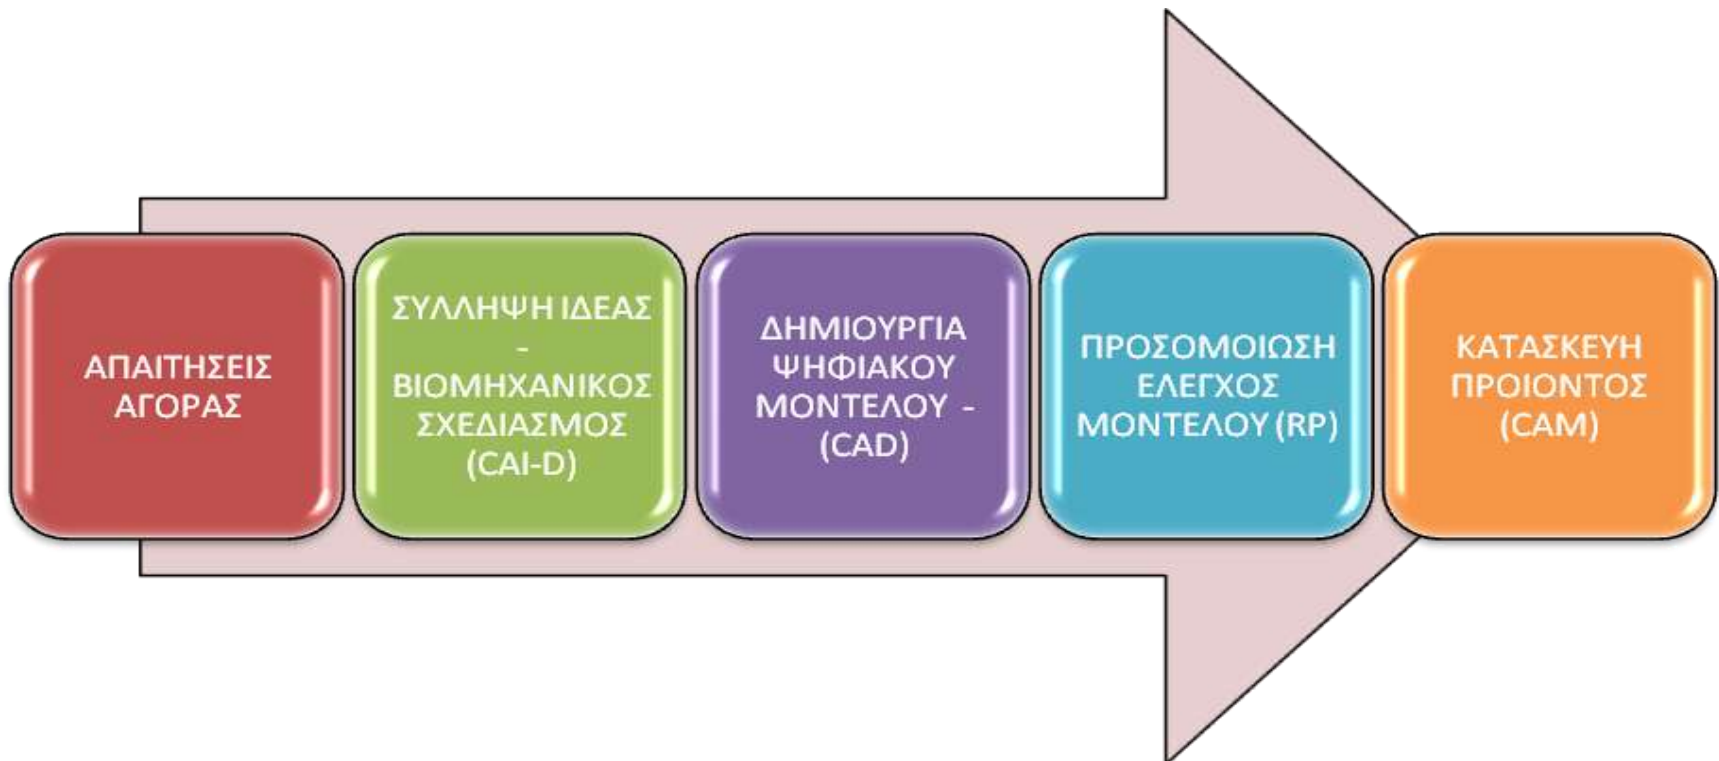 ΑΠΑΙΤΗΣΕΙΣ
ΑΓΟΡΑΣ
ΣΥΛΛΗΨΗ ΙΔΕΑΣ
-
ΒΙΟΜΗΧΑΝΙΚΟΣ
ΣΧΕΔΙΑΣΜΟΣ
(CAI-D)
ΔΗΜΙΟΥΡΓΙΑ
ΨΗΦΙΑΚΟΥ
ΜΟΝΤΕΛΟΥ -
(CAD)
ΠΡΟΣΟΜΟΙΩΣΗ
ΕΛΕΓΧΟΣ
ΜΟΝΤΕΛΟΥ (RP)
ΚΑΤΑΣΚΕΥΗ
ΠΡΟΙΟΝΤΟΣ
(CAM)